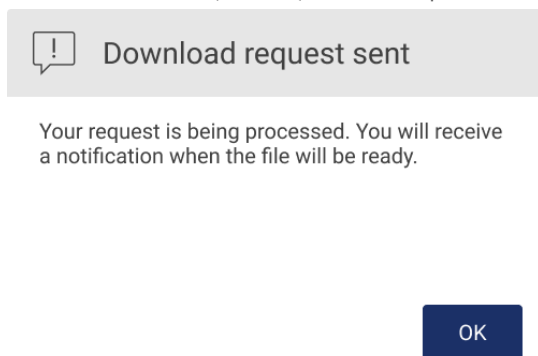 Download request sent
Your request is being processed. You will receive
a notification when the file will be ready.
OK